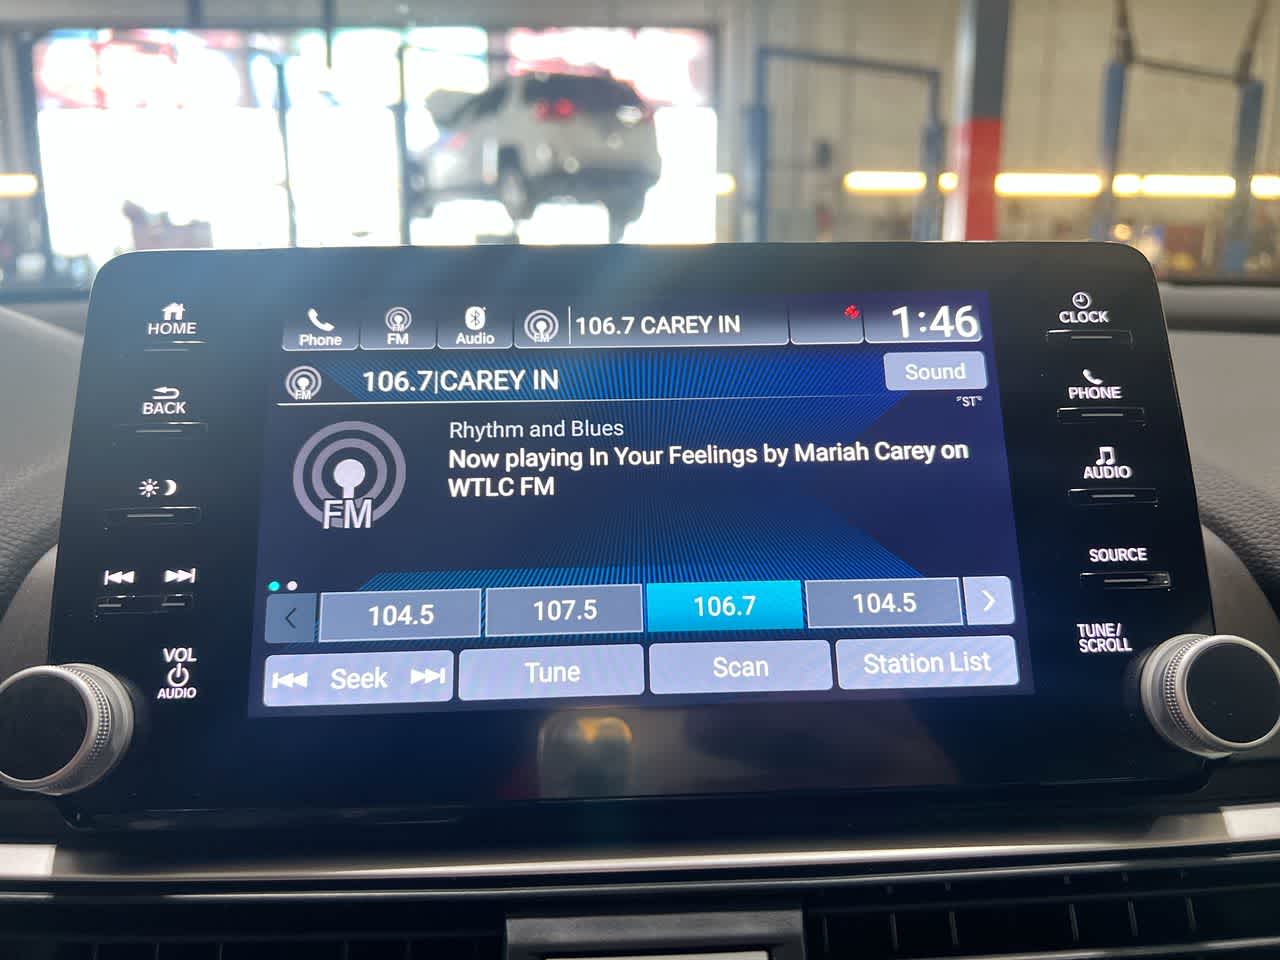 HOME
BACK
VOL
AUDIO
Phone
FM
Audio
FM
106.7 CAREY IN
1:46
FM
106.7|CAREY IN
Sound
"ST"
FM
Rhythm and Blues
Now playing In Your Feelings by Mariah Carey on
WTLC FM
104.5
107.5
106.7
104.5
Seek
Tune
Scan
Station List
CLOCK
PHONE
AUDIO
SOURCE
TUNE/
SCROLL